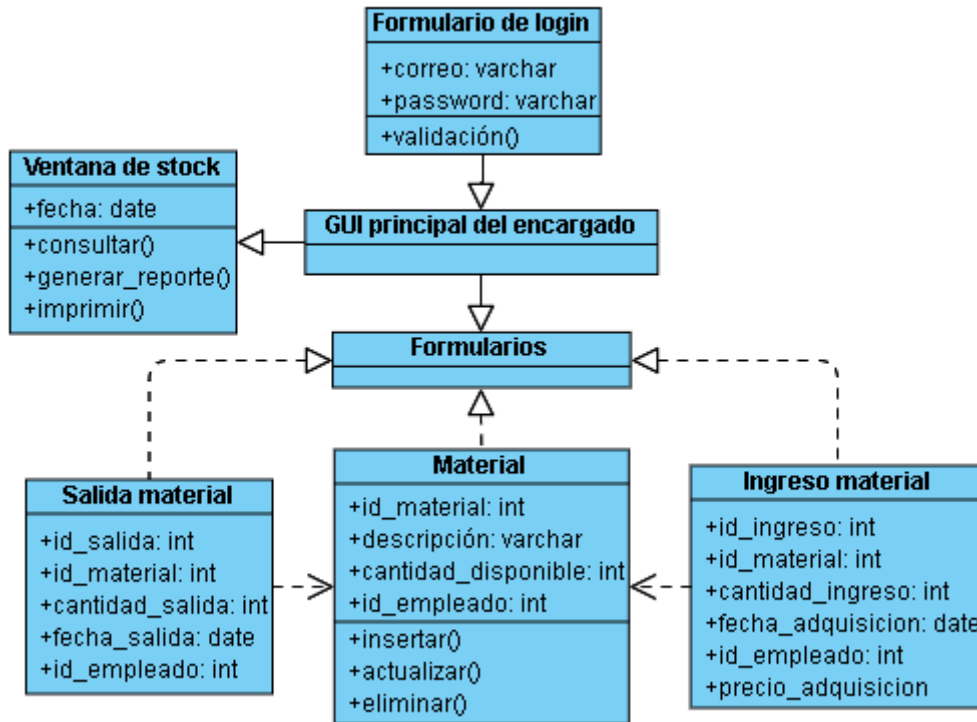 Formulario de login
+correo: varchar
+password: varchar
+validación()
Ventana de stock
+fecha: date
+consultar()
+generar_reporte()
+imprimir()
GUI principal del encargado
Formularios
Salida material
+id_salida: int
+id_material: int
+cantidad_salida: int
+fecha_salida: date
+id_empleado: int
Material
+id_material: int
+descripción: varchar
+cantidad_disponible: int
+id_empleado: int
+insertar()
+actualizar()
+eliminar()
Ingreso material
+id_ingreso: int
+id_material: int
+cantidad_ingreso: int
+fecha_adquisicion: date
+id_empleado: int
+precio_adquisicion